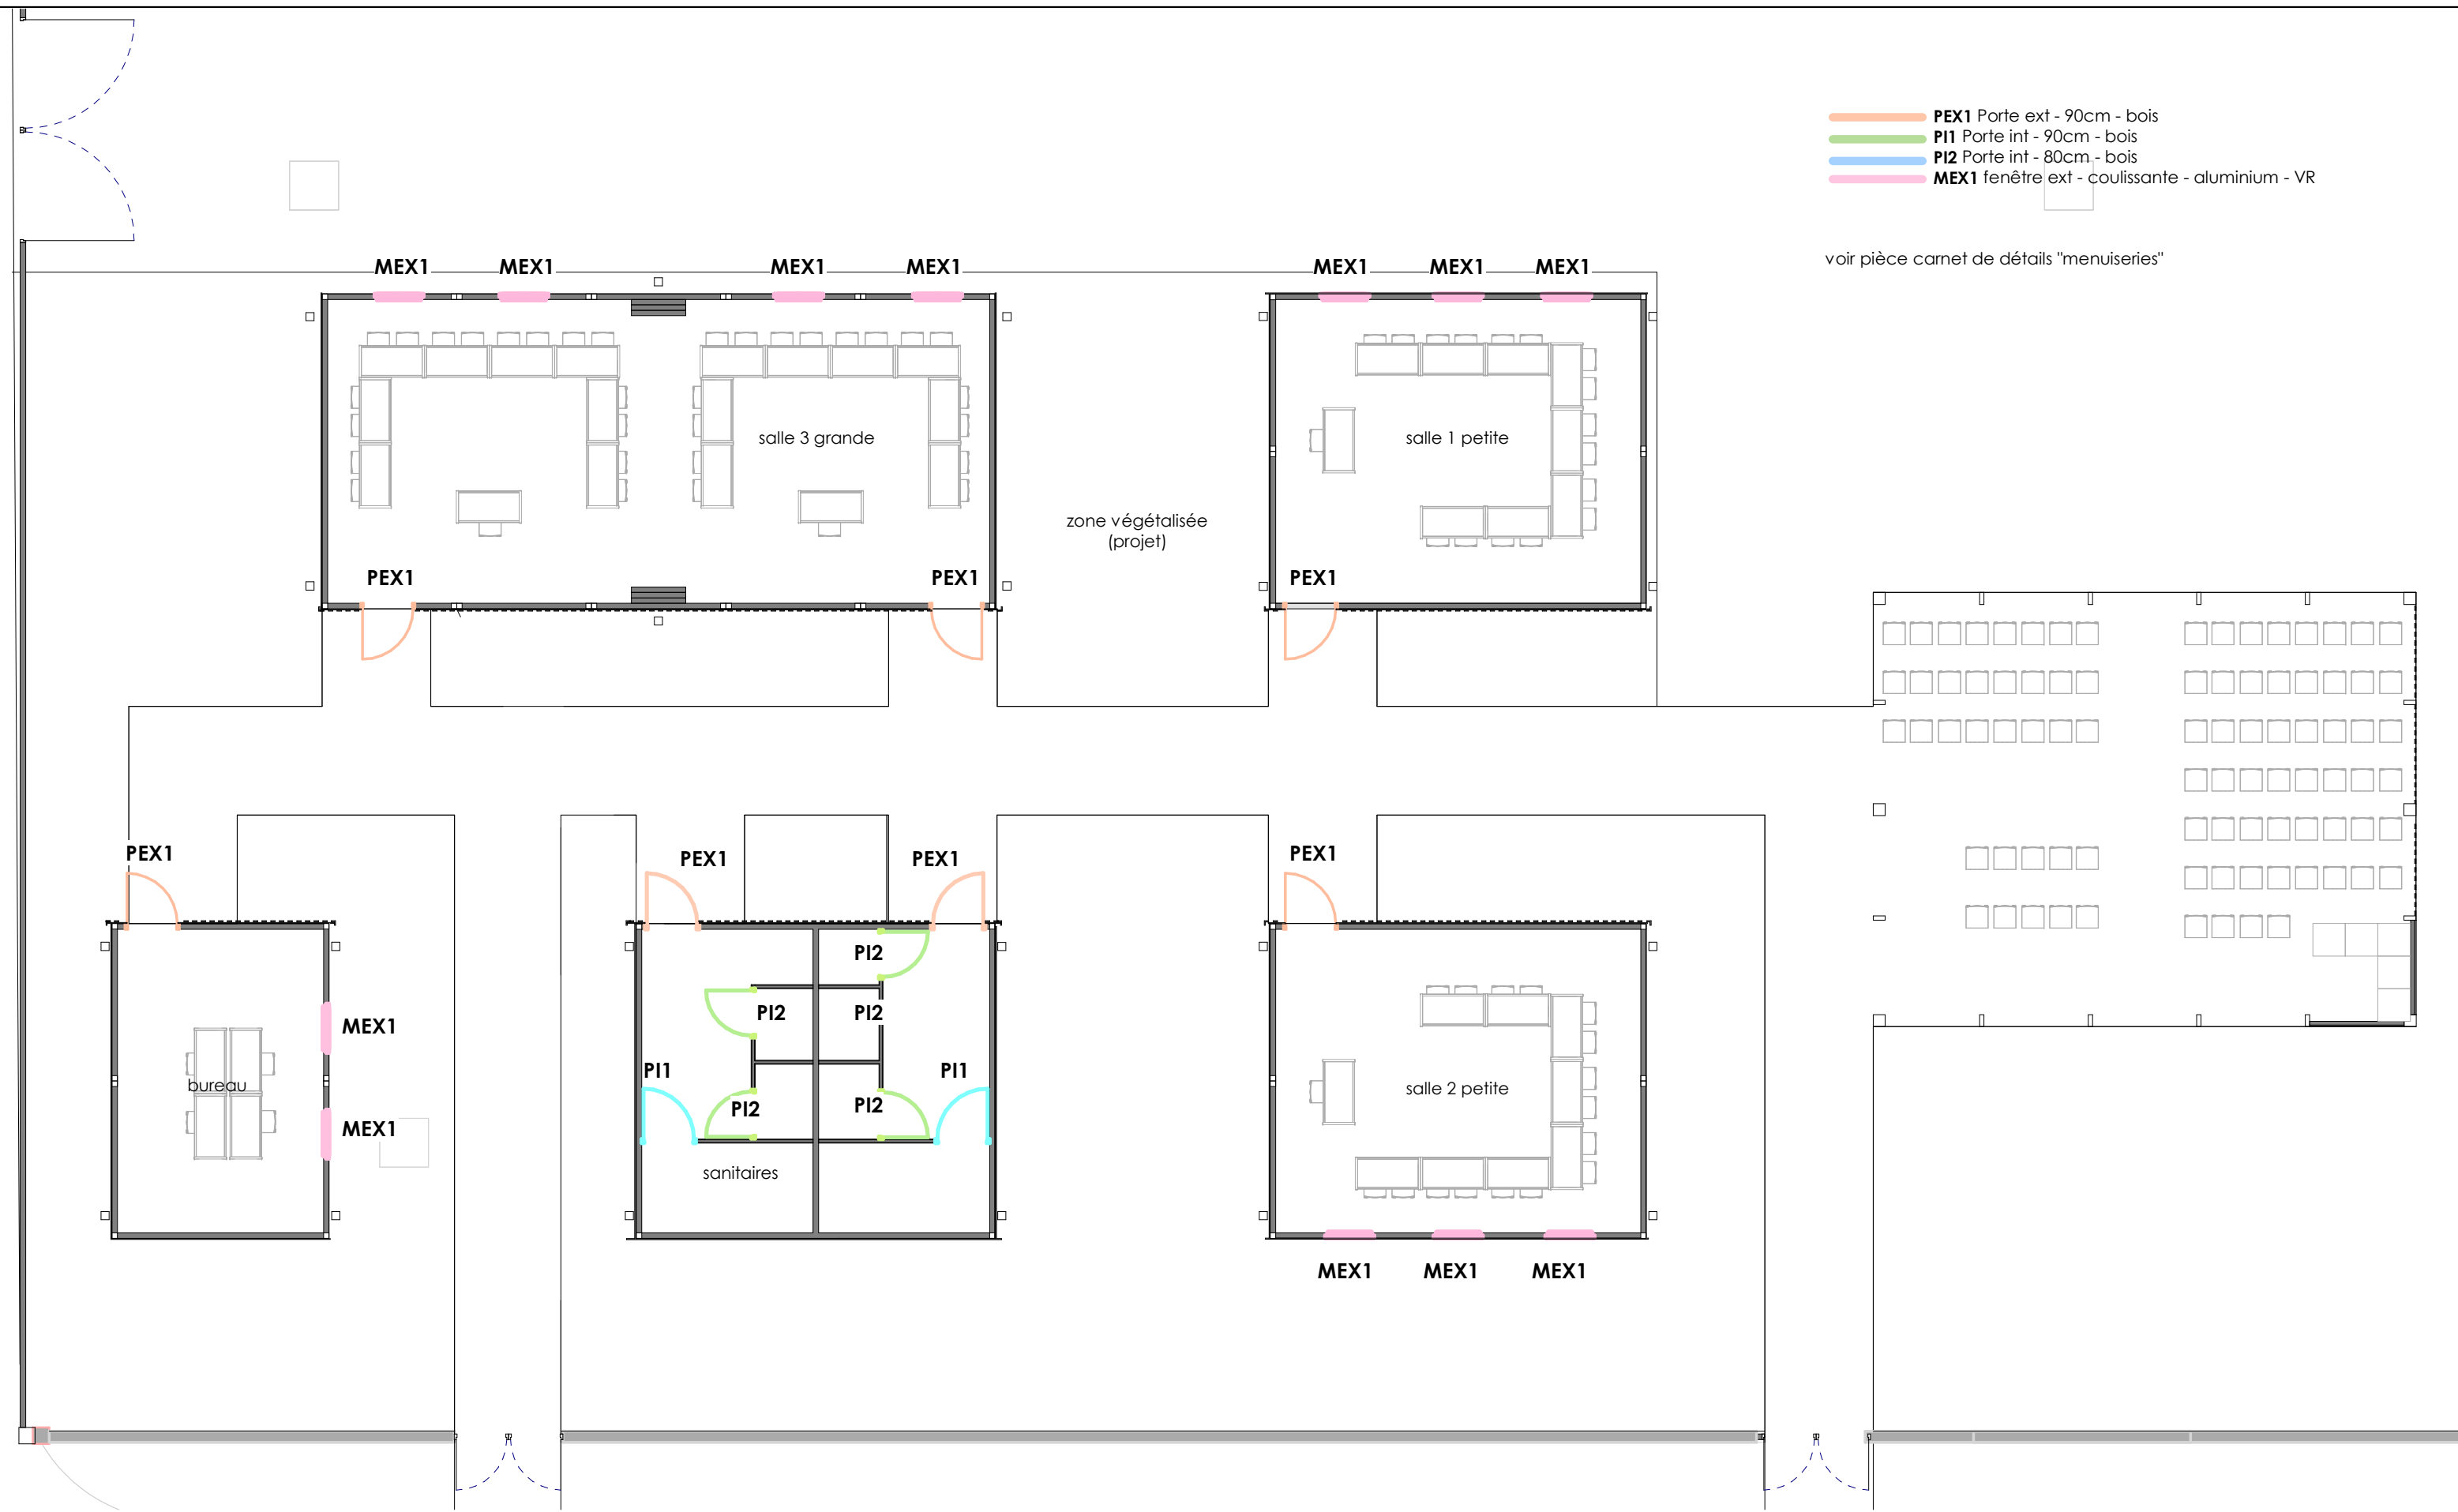 PEX1 Porte ext - 90cm - bois
PI1 Porte int - 90cm - bois
PI2 Porte int - 80cm - bois
MEX1 fenêtre ext - coulissante - aluminium - VR
voir pièce carnet de détails "menuiseries"
MEX1 MEX1 MEX1 MEX1 MEX1 MEX1 MEX1
salle 3 grande
salle 1 petite
zone végétalisée
(projet)
PEX1 PEX1 PEX1
PEX1 PEX1 PEX1 PEX1
PI2
PI2 PI2
MEX1
PI1 PI1
bureau
salle 2 petite
PI2 PI2
MEX1
sanitaires
MEX1 MEX1 MEX1